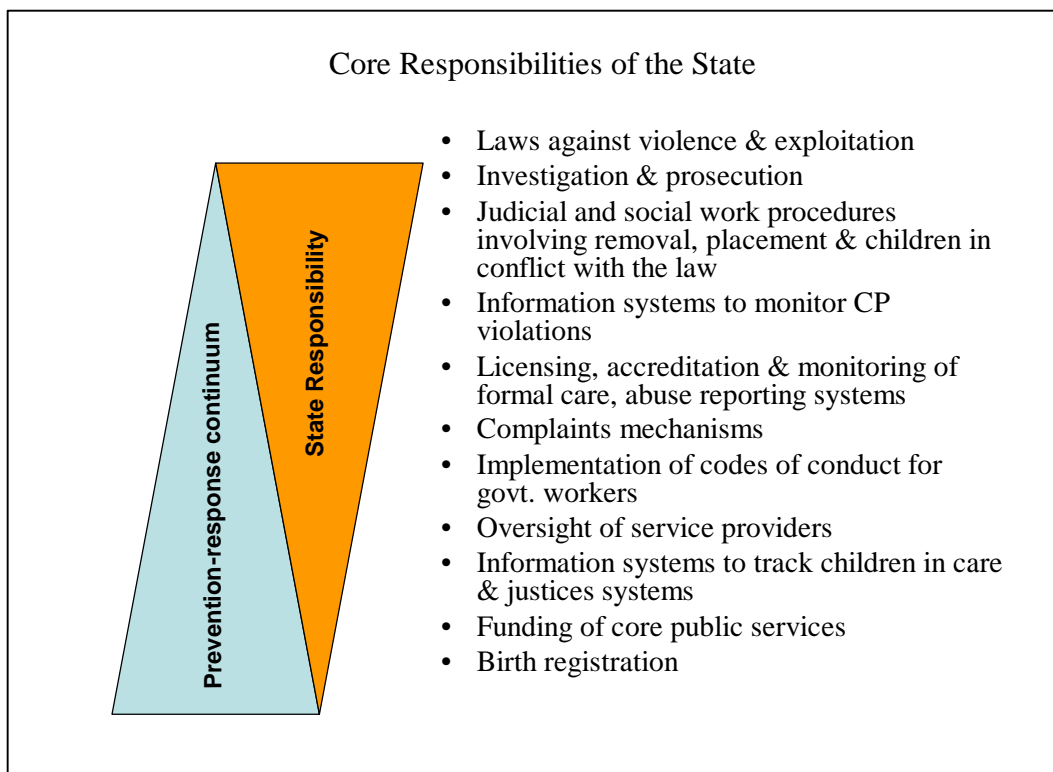 Core Responsibilities of the State
Prevention-response continuum
State Responsibility
• Laws against violence & exploitation
• Investigation & prosecution
• Judicial and social work procedures
involving removal, placement & children in
conflict with the law
• Information systems to monitor CP
violations
• Licensing, accreditation & monitoring of
formal care, abuse reporting systems
• Complaints mechanisms
• Implementation of codes of conduct for
govt. workers
• Oversight of service providers
• Information systems to track children in care
& justices systems
• Funding of core public services
• Birth registration